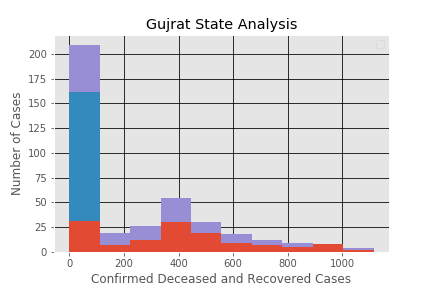 Gujrat State Analysis
Number of Cases
200
175
150
125
100
75
50
25
0
0 200 400 600 800 1000
Confirmed Deceased and Recovered Cases